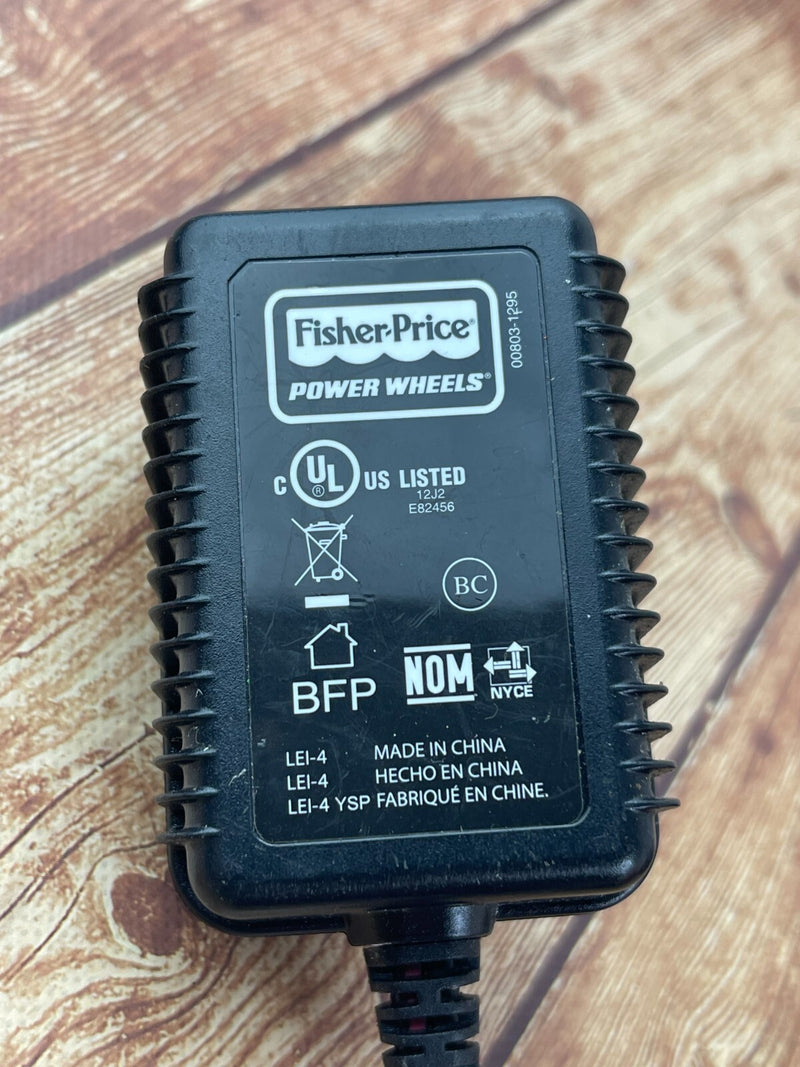 Fisher-Price®
POWER WHEELS®
00803-1295
C UL® US LISTED
12J2
E82456
BC
BFP
NOM
NYCE
LEI-4 MADE IN CHINA
LEI-4 HECHO EN CHINA
LEI-4 YSP FABRIQUÉ EN CHINE.